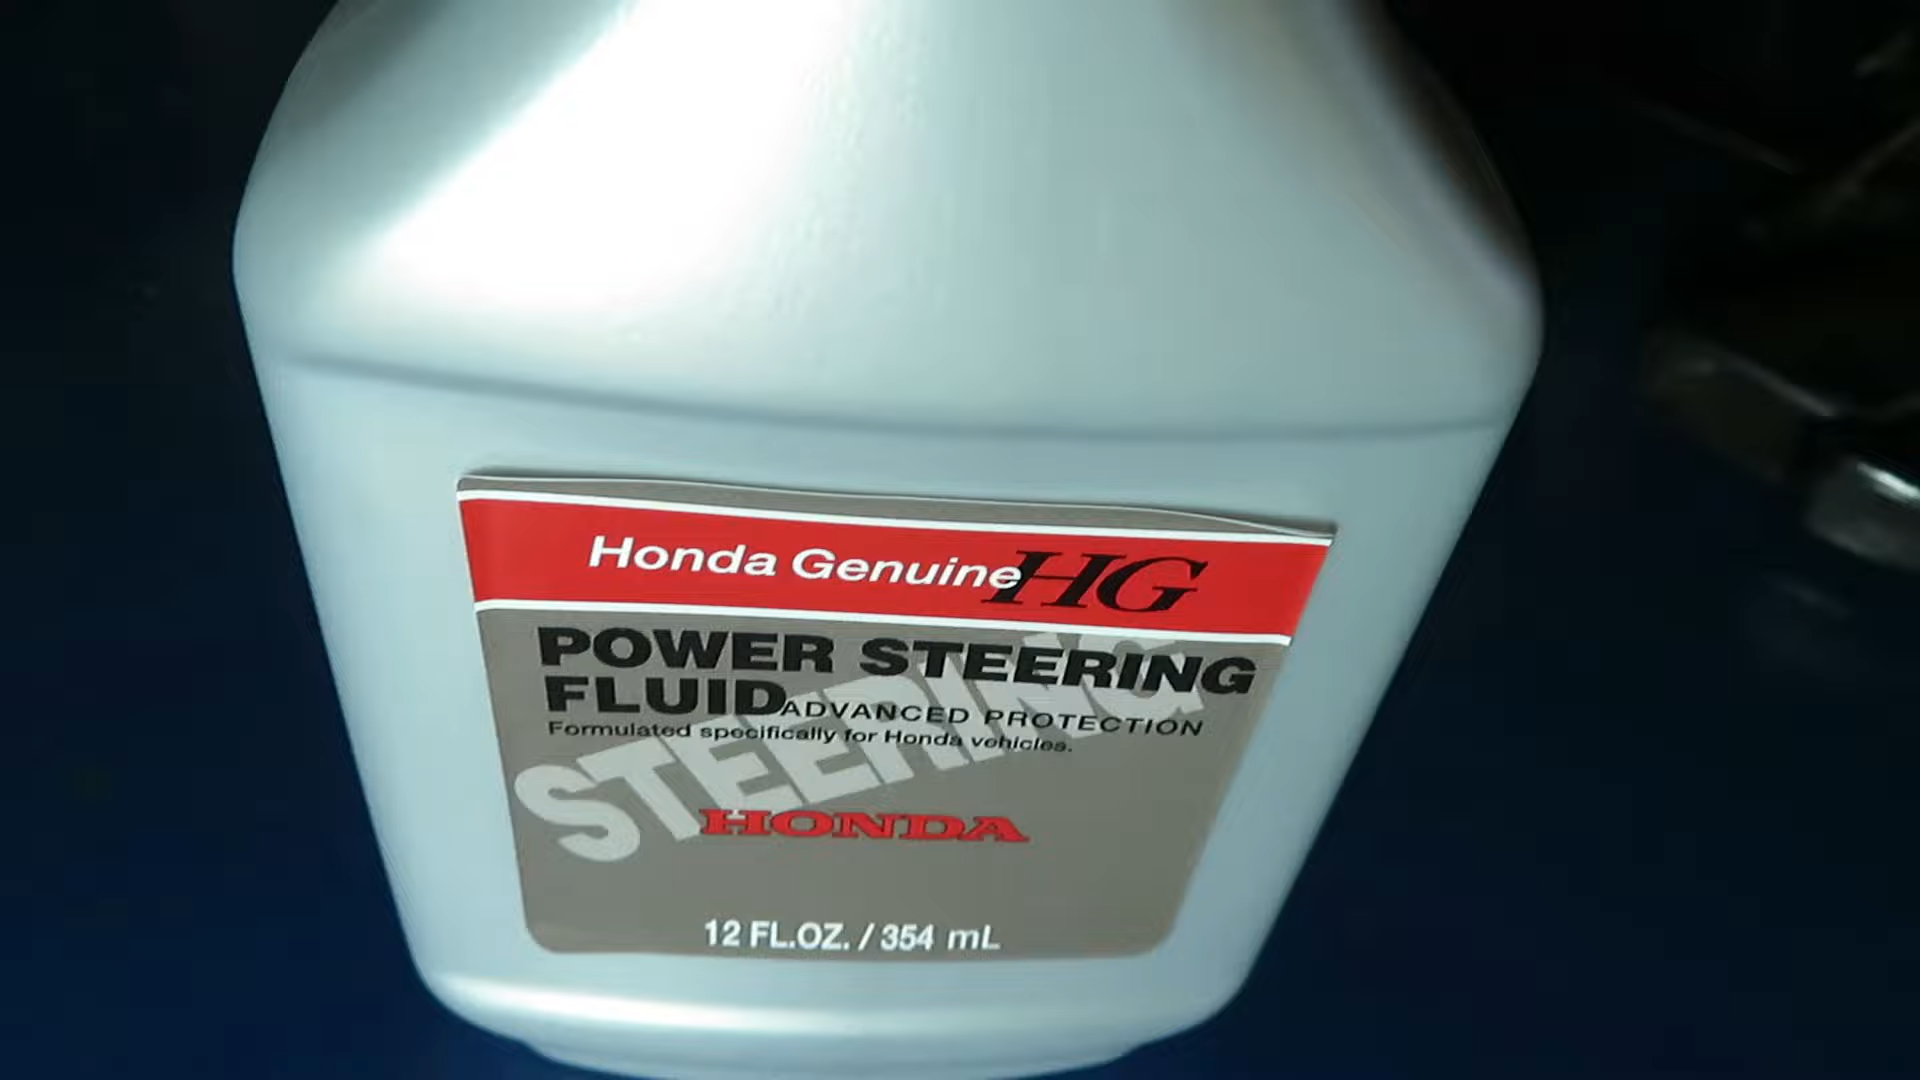 Honda Genuine HG
POWER STEERING
FLUID ADVANCED PROTECTION
Formulated specifically for Honda vehicles.
STEERING
HONDA
12 FL.OZ. / 354 mL